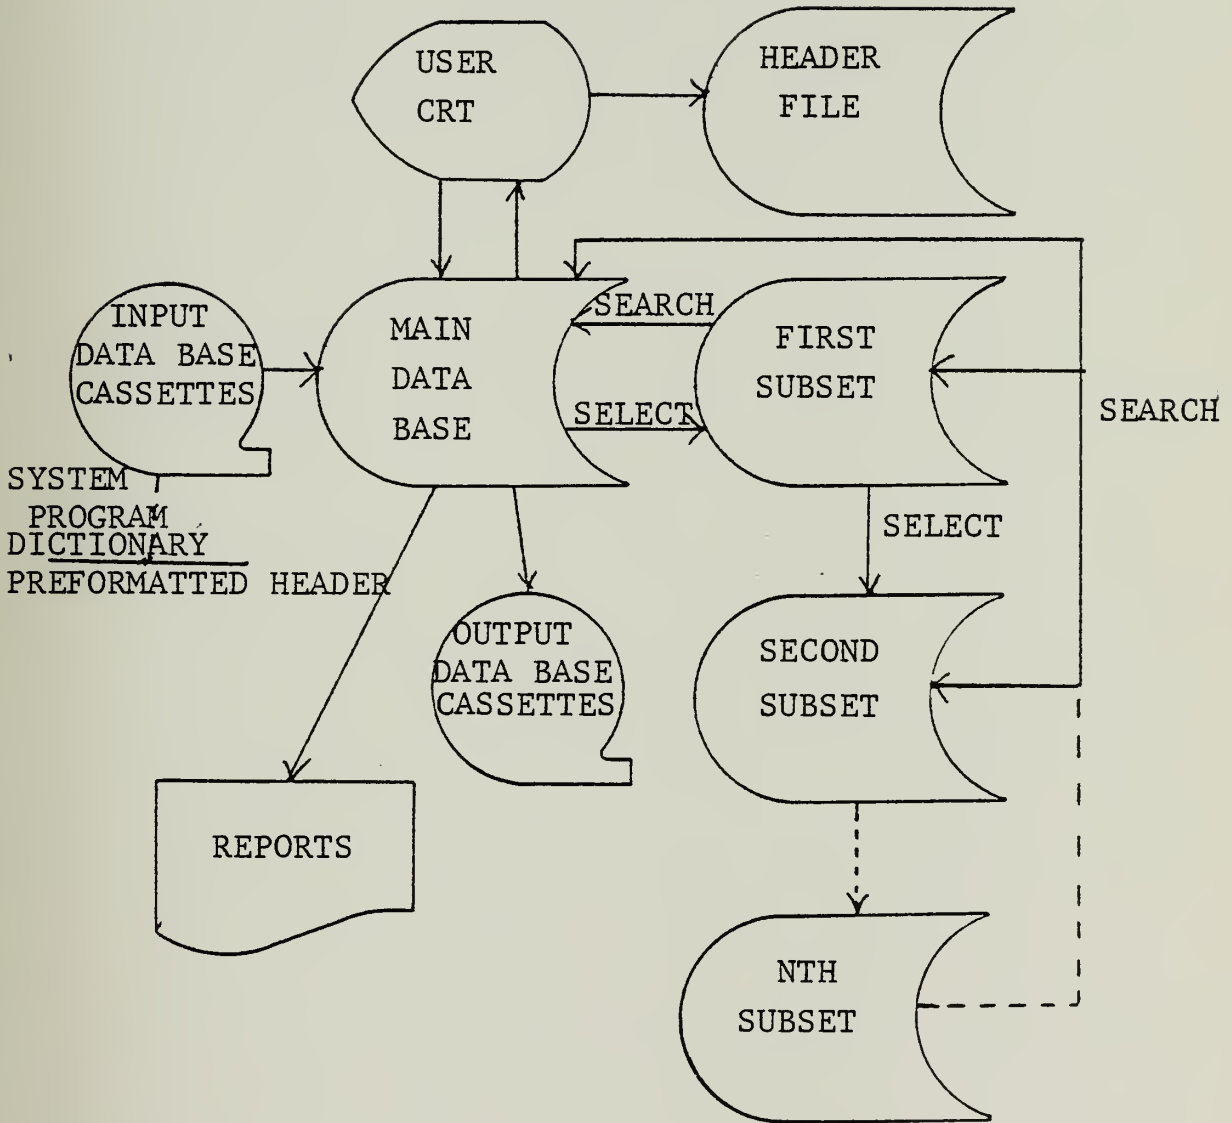 USER
CRT
HEADER
FILE
INPUT
DATA BASE
CASSETTES
MAIN
DATA
BASE
SEARCH
SELECT
FIRST
SUBSET
SEARCH
SYSTEM
PROGRAM
DICTIONARY
PREFORMATTED HEADER
SELECT
OUTPUT
DATA BASE
CASSETTES
SECOND
SUBSET
REPORTS
NTH
SUBSET